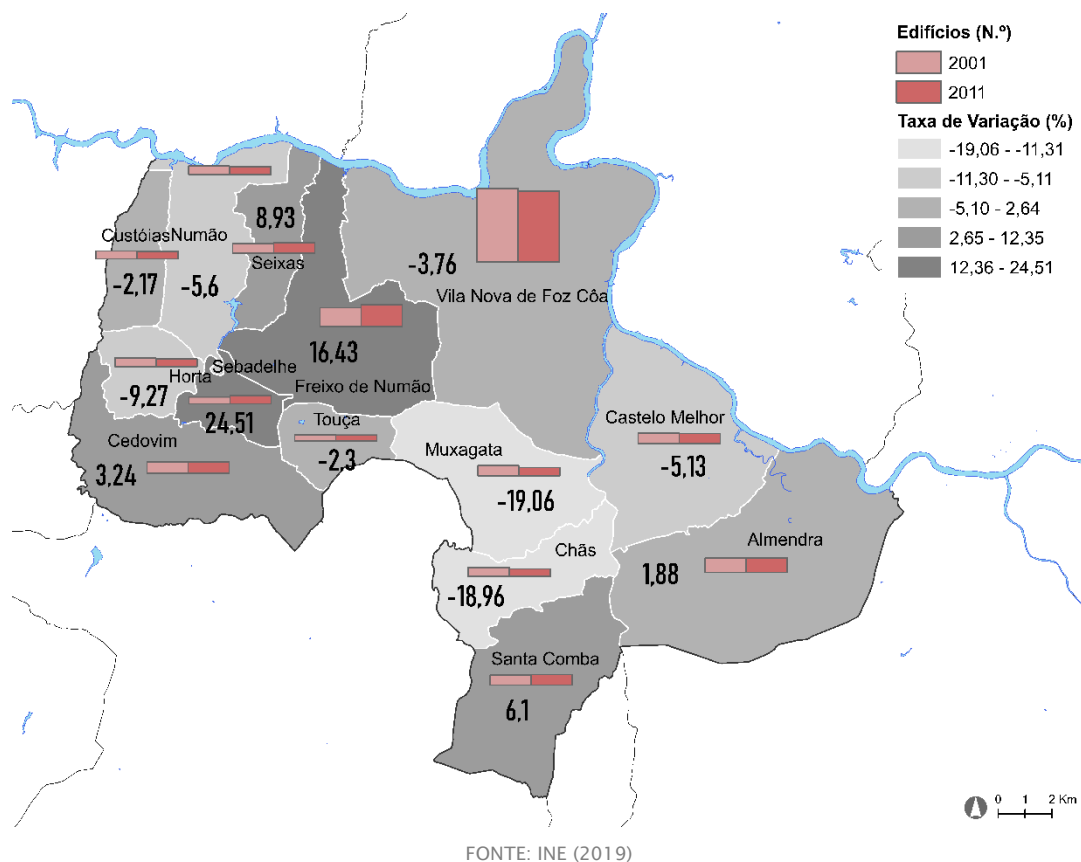 Edifícios (N.º)
2001
2011
Taxa de Variação (%)
-19,06 - -11,31
-11,30 - -5,11
-5,10 - 2,64
2,65 - 12,35
12,36 - 24,51
8,93
Custóias
Numão
Seixas
-2,17
-5,6
-3,76
Vila Nova de Foz Côa
16,43
Freixo de Numão
Sebadelhe
Horta
-9,27
24,51
Touça
-2,3
Cedovim
3,24
Muxagata
-19,06
Castelo Melhor
-5,13
Chãs
-18,96
Almendra
1,88
Santa Comba
6,1
0 1 2 Km
FONTE: INE (2019)